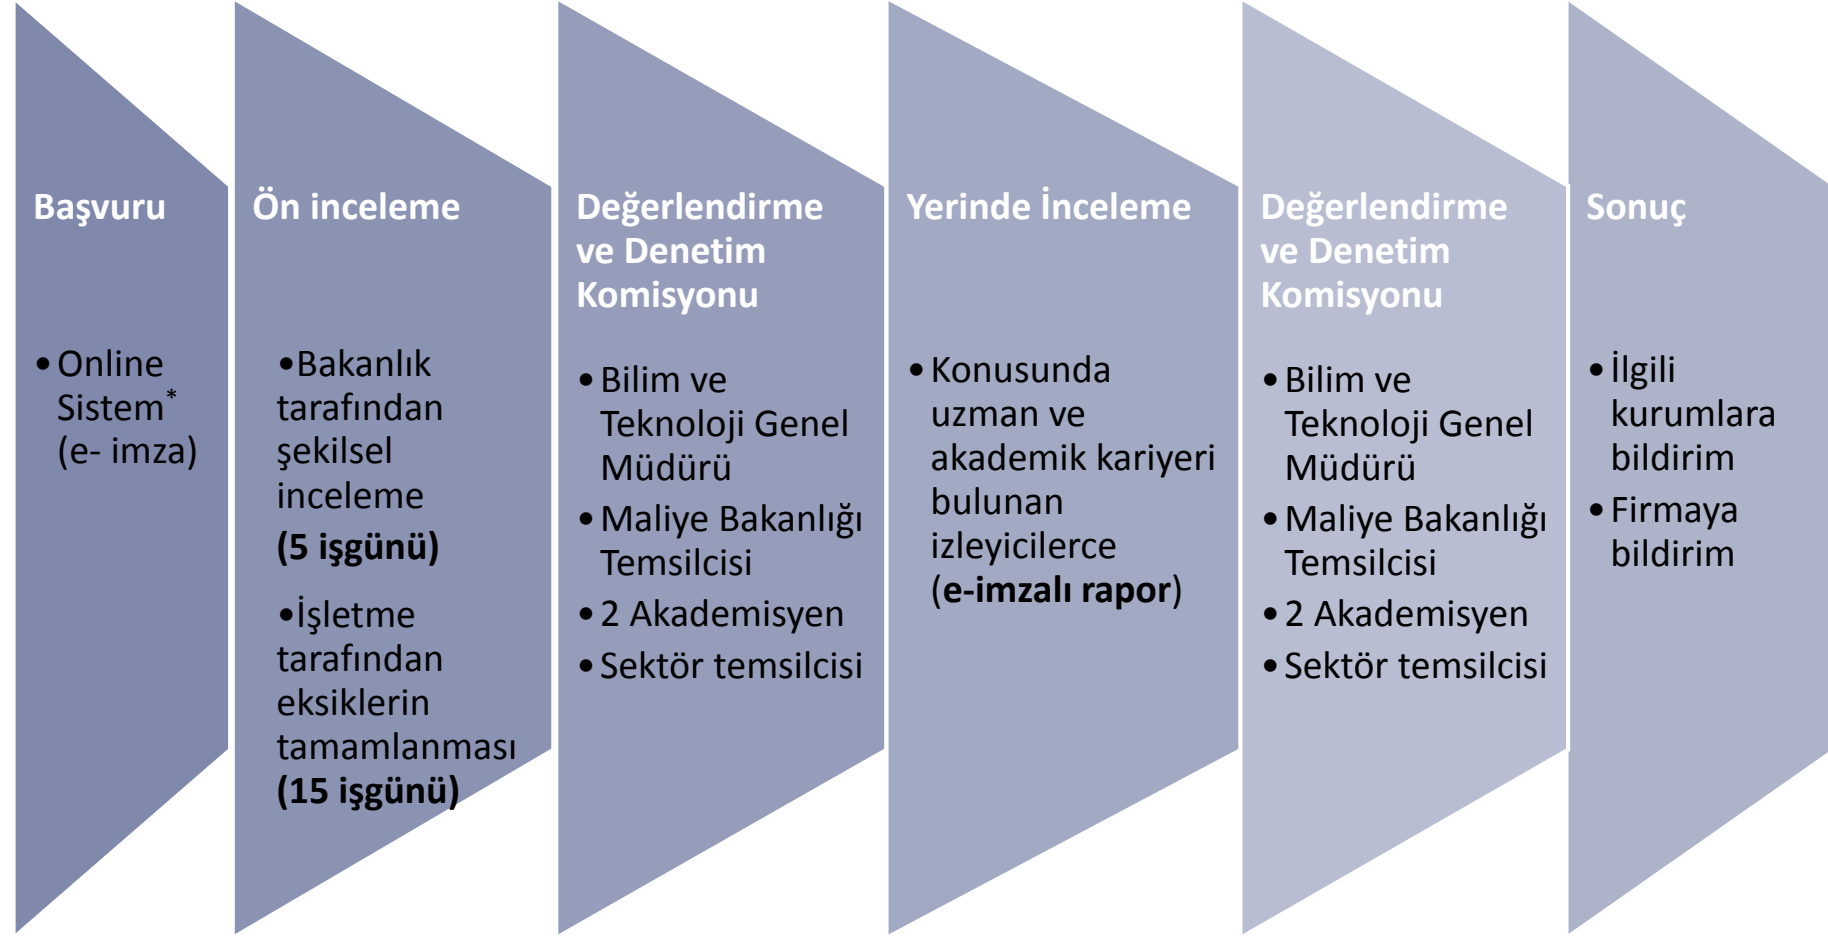 Başvuru
• Online
Sistem*
(e- imza)
Ön inceleme
•Bakanlık
tarafından
şekilsel
inceleme
(5 işgünü)
•İşletme
tarafından
eksiklerin
tamamlanması
(15 işgünü)
Değerlendirme
ve Denetim
Komisyonu
• Bilim ve
Teknoloji Genel
Müdürü
• Maliye Bakanlığı
Temsilcisi
• 2 Akademisyen
• Sektör temsilcisi
Yerinde İnceleme
• Konusunda
uzman ve
akademik kariyeri
bulunan
izleyicilerce
(e-imzalı rapor)
Değerlendirme
ve Denetim
Komisyonu
• Bilim ve
Teknoloji Genel
Müdürü
• Maliye Bakanlığı
Temsilcisi
• 2 Akademisyen
• Sektör temsilcisi
Sonuç
• İlgili
kurumlara
bildirim
• Firmaya
bildirim